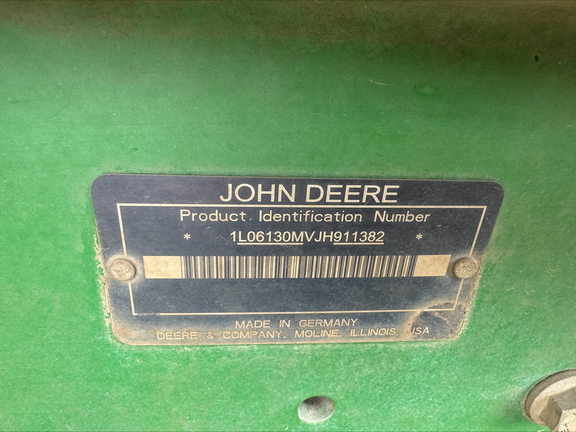 JOHN DEERE
Product Identification Number
* 1L06130MVJH911382 *
MADE IN GERMANY
DEERE & COMPANY, MOLINE, ILLINOIS, USA